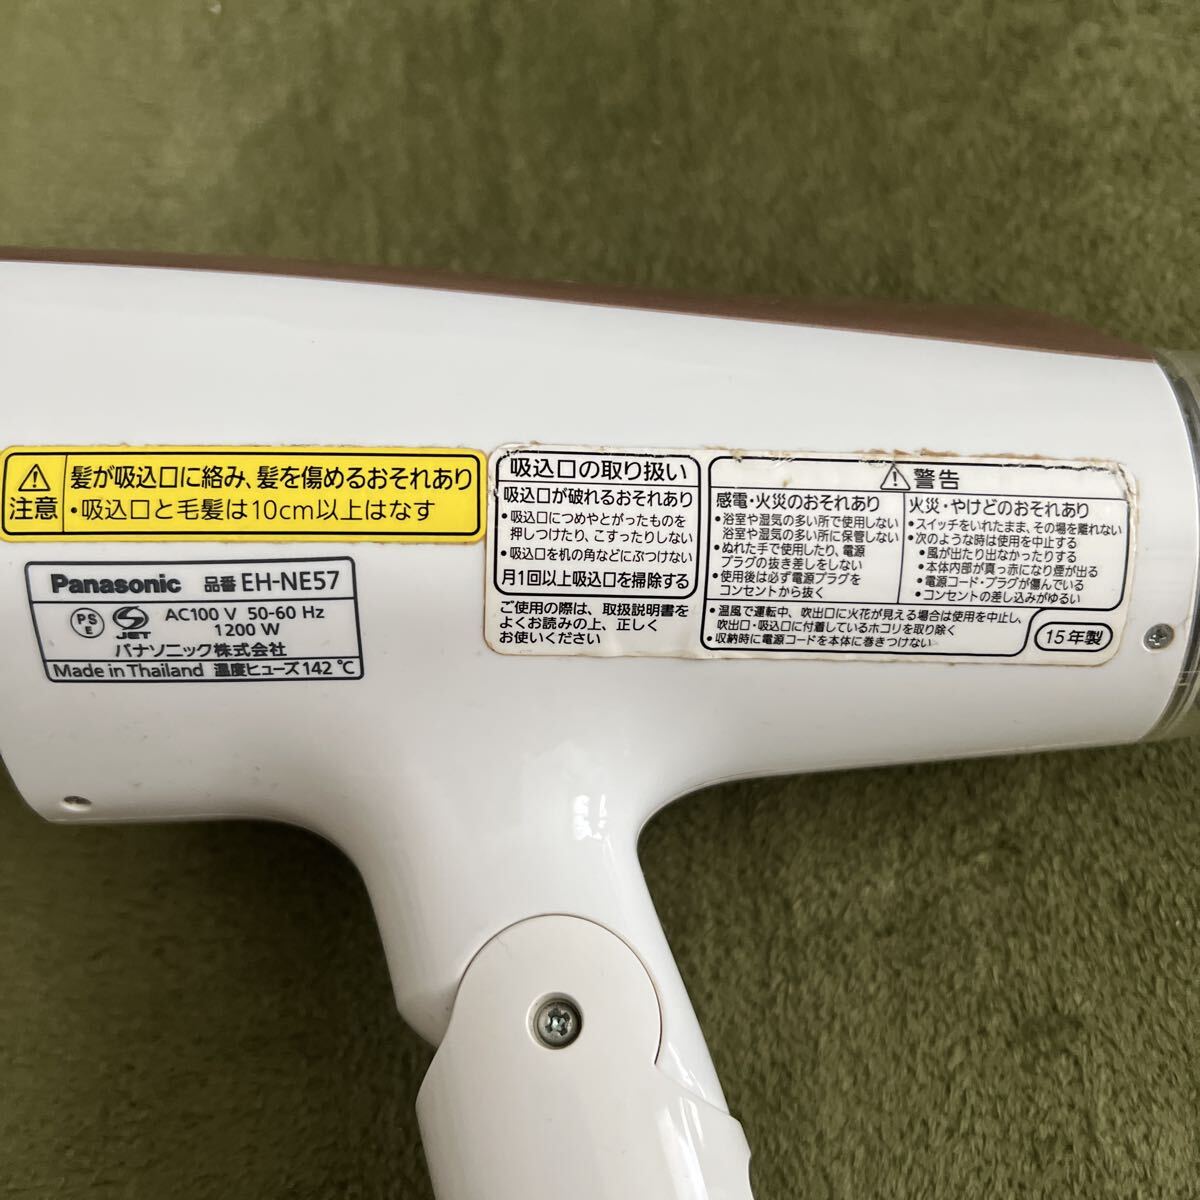 注意
髪が吸込口に絡み、髪を傷めるおそれあり
・吸込口と毛髪は10cm以上はなす
Panasonic 品番 EH-NE57
PS
E
JET
AC100 V 50-60 Hz
1200 W
パナソニック株式会社
Made in Thailand 温度ヒューズ142 ℃
吸込口の取り扱い
吸込口が破れるおそれあり
・吸込口につめやとがったものを
押しつけたり、こすったりしない
・吸込口を机の角などにぶつけない
月1回以上吸込口を掃除する
ご使用の際は、取扱説明書を
よくお読みの上、正しく
お使いください
警告
感電・火災のおそれあり
・浴室や湿気の多い所で使用しない
浴室や湿気の多い所に保管しない
・ぬれた手で使用したり、電源
プラグの抜き差しをしない
・使用後は必ず電源プラグを
コンセントから抜く
火災・やけどのおそれあり
・スイッチをいれたまま、その場を離れない
・次のような時は使用を中止する
・風が出たり出なかったりする
・本体内部が真っ赤になり煙が出る
・電源コード・プラグが傷んでいる
・コンセントの差し込みがゆるい
・温風で運転中、吹出口に火花が見える場合は使用を中止し、
吹出口・吸込口に付着しているホコリを取り除く
・収納時に電源コードを本体に巻きつけない
15年製